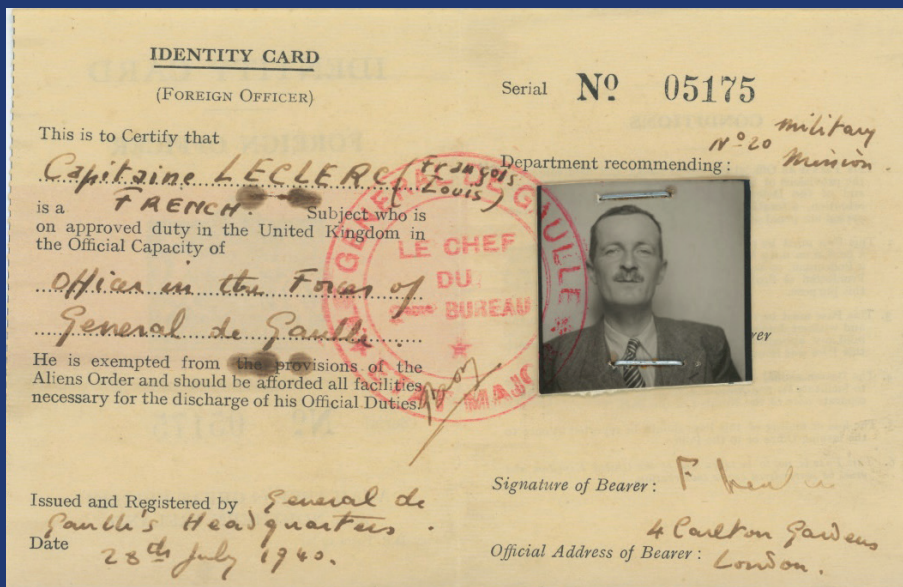 IDENTITY CARD
(FOREIGN OFFICER)
This is to Certify that
Capitaine LECLERC (François
Louis)
is a FRENCH. Subject who is
on approved duty in the United Kingdom in
the Official Capacity of
Officer in the Forces of
General de Gaulle.
He is exempted from the provisions of the
Aliens Order and should be afforded all facilities
necessary for the discharge of his Official Duties.
Issued and Registered by General de
Gaulle's Headquarters.
Date 28th July 1940.
Serial No 05175
No 20 Military
Department recommending: Mission.
GENERAL DE GAULLE
LE CHEF
DU
BUREAU
ETAT MAJOR
Signature of Bearer: F
4 Carlton Gardens
Official Address of Bearer: London.